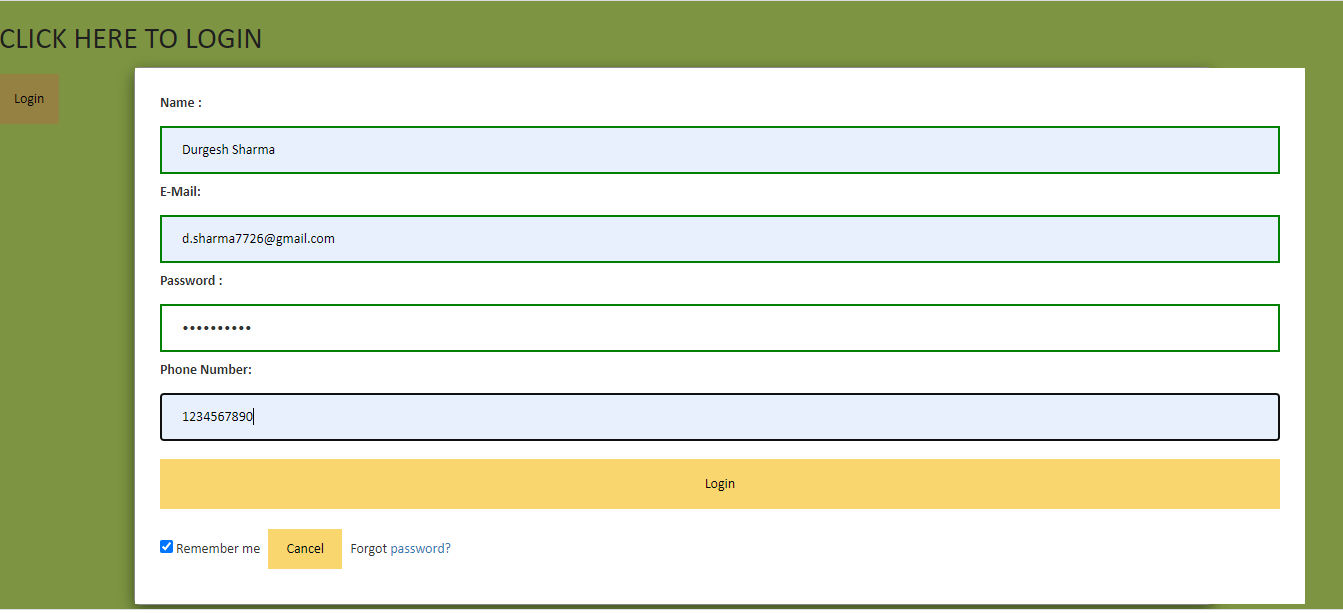 CLICK HERE TO LOGIN
Login
Name :
Durgesh Sharma
E-Mail:
d.sharma7726@gmail.com
Password :
••••••••••
Phone Number:
1234567890
Login
Remember me Cancel Forgot password?